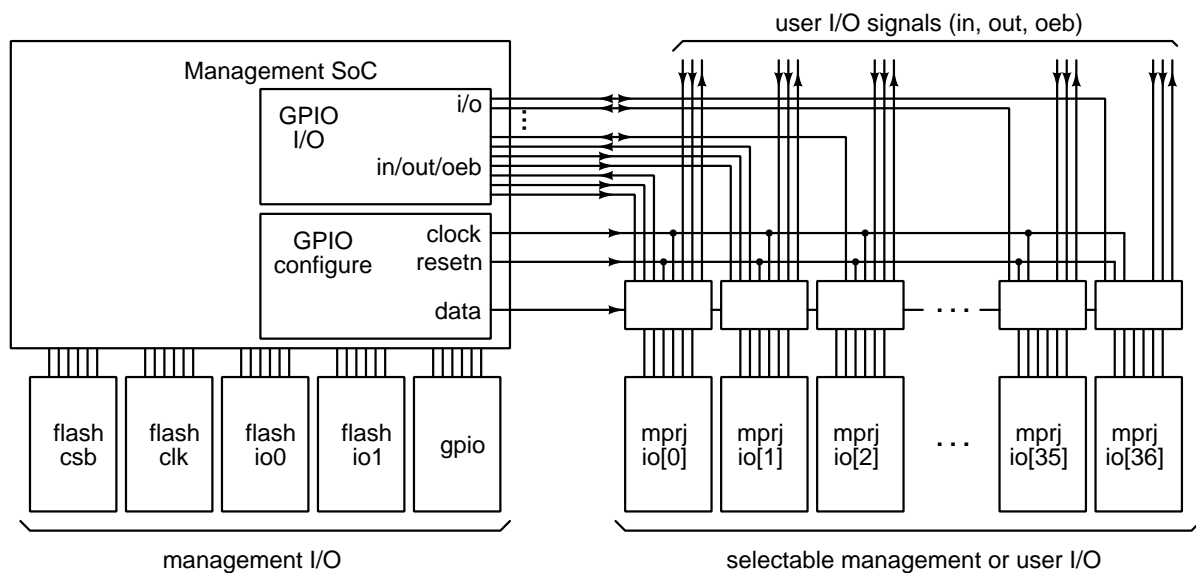 user I/O signals (in, out, oeb)
Management SoC
GPIO
I/O
i/o
in/out/oeb
GPIO
configure
clock
resetn
data
flash
csb
flash
clk
flash
io0
flash
io1
gpio
mprj
io[0]
mprj
io[1]
mprj
io[2]
mprj
io[35]
mprj
io[36]
management I/O
selectable management or user I/O